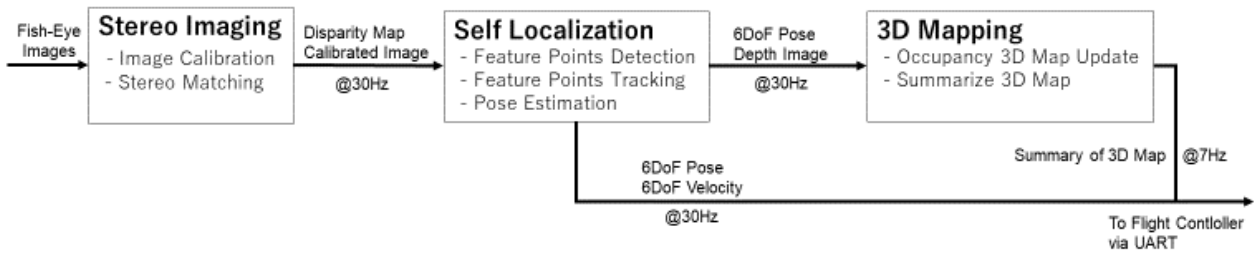 Fish-Eye
Images
Stereo Imaging
- Image Calibration
- Stereo Matching
Disparity Map
Calibrated Image
@30Hz
Self Localization
- Feature Points Detection
- Feature Points Tracking
- Pose Estimation
6DoF Pose
Depth Image
@30Hz
3D Mapping
- Occupancy 3D Map Update
- Summarize 3D Map
Summary of 3D Map
@7Hz
6DoF Pose
6DoF Velocity
@30Hz
To Flight Contloller
via UART